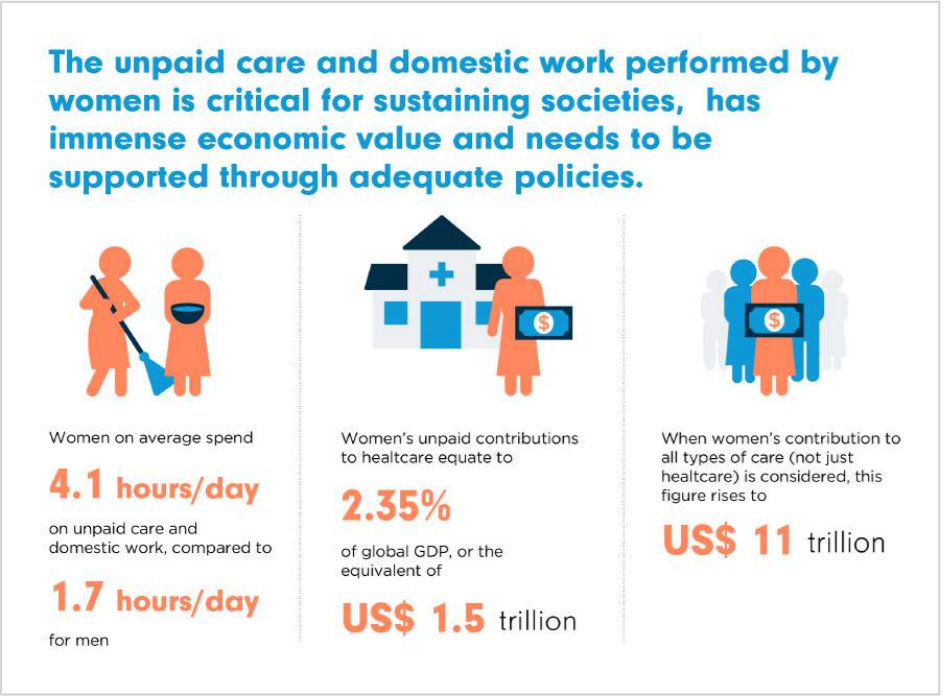 The unpaid care and domestic work performed by
women is critical for sustaining societies,  has
immense economic value and needs to be
supported through adequate policies.
$
$
Women on average spend
4.1 hours/day
on unpaid care and
domestic work, compared to
1.7 hours/day
for men
Women's unpaid contributions
to healtcare equate to
2.35%
of global GDP, or the
equivalent of
US$ 1.5 trillion
When women's contribution to
all types of care (not just
healtcare) is considered, this
figure rises to
US$ 11 trillion